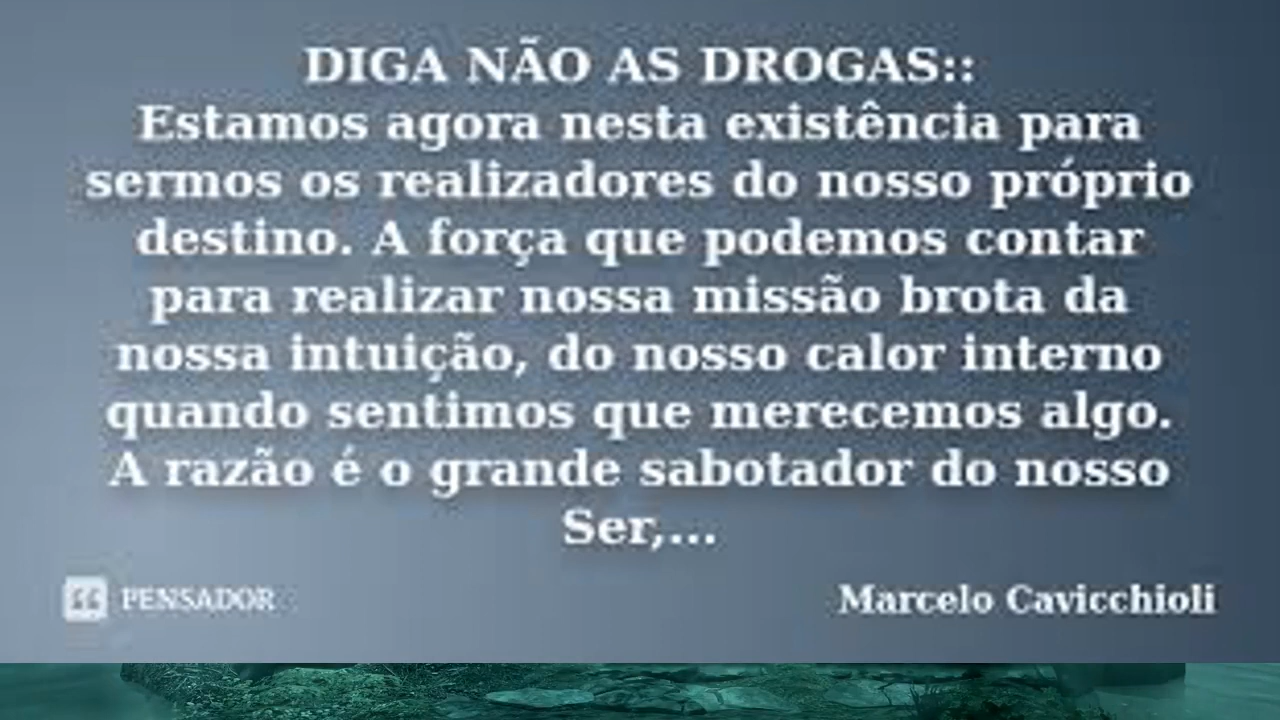 DIGA NÃO AS DROGAS::
Estamos agora nesta existência para
sermos os realizadores do nosso próprio
destino. A força que podemos contar
para realizar nossa missão brota da
nossa intuição, do nosso calor interno
quando sentimos que merecemos algo.
A razão é o grande sabotador do nosso
Ser,...
PENSADOR
Marcelo Cavicchioli